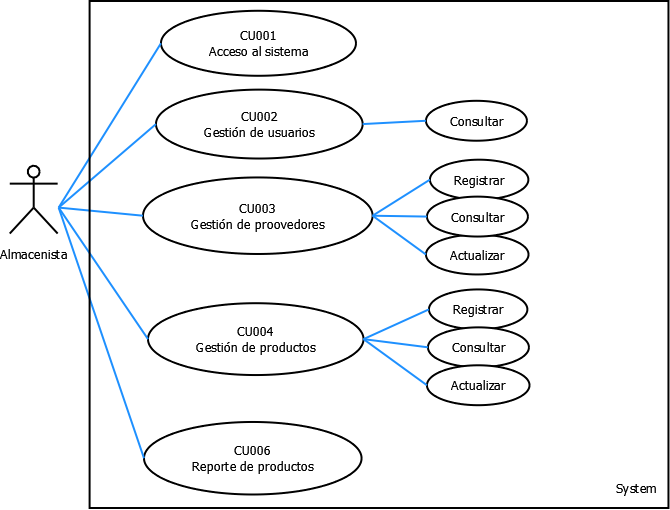 CU001
Acceso al sistema
CU002
Gestión de usuarios
Consultar
CU003
Gestión de proovedores
Registrar
Consultar
Actualizar
Almacenista
CU004
Gestión de productos
Registrar
Consultar
Actualizar
CU006
Reporte de productos
System